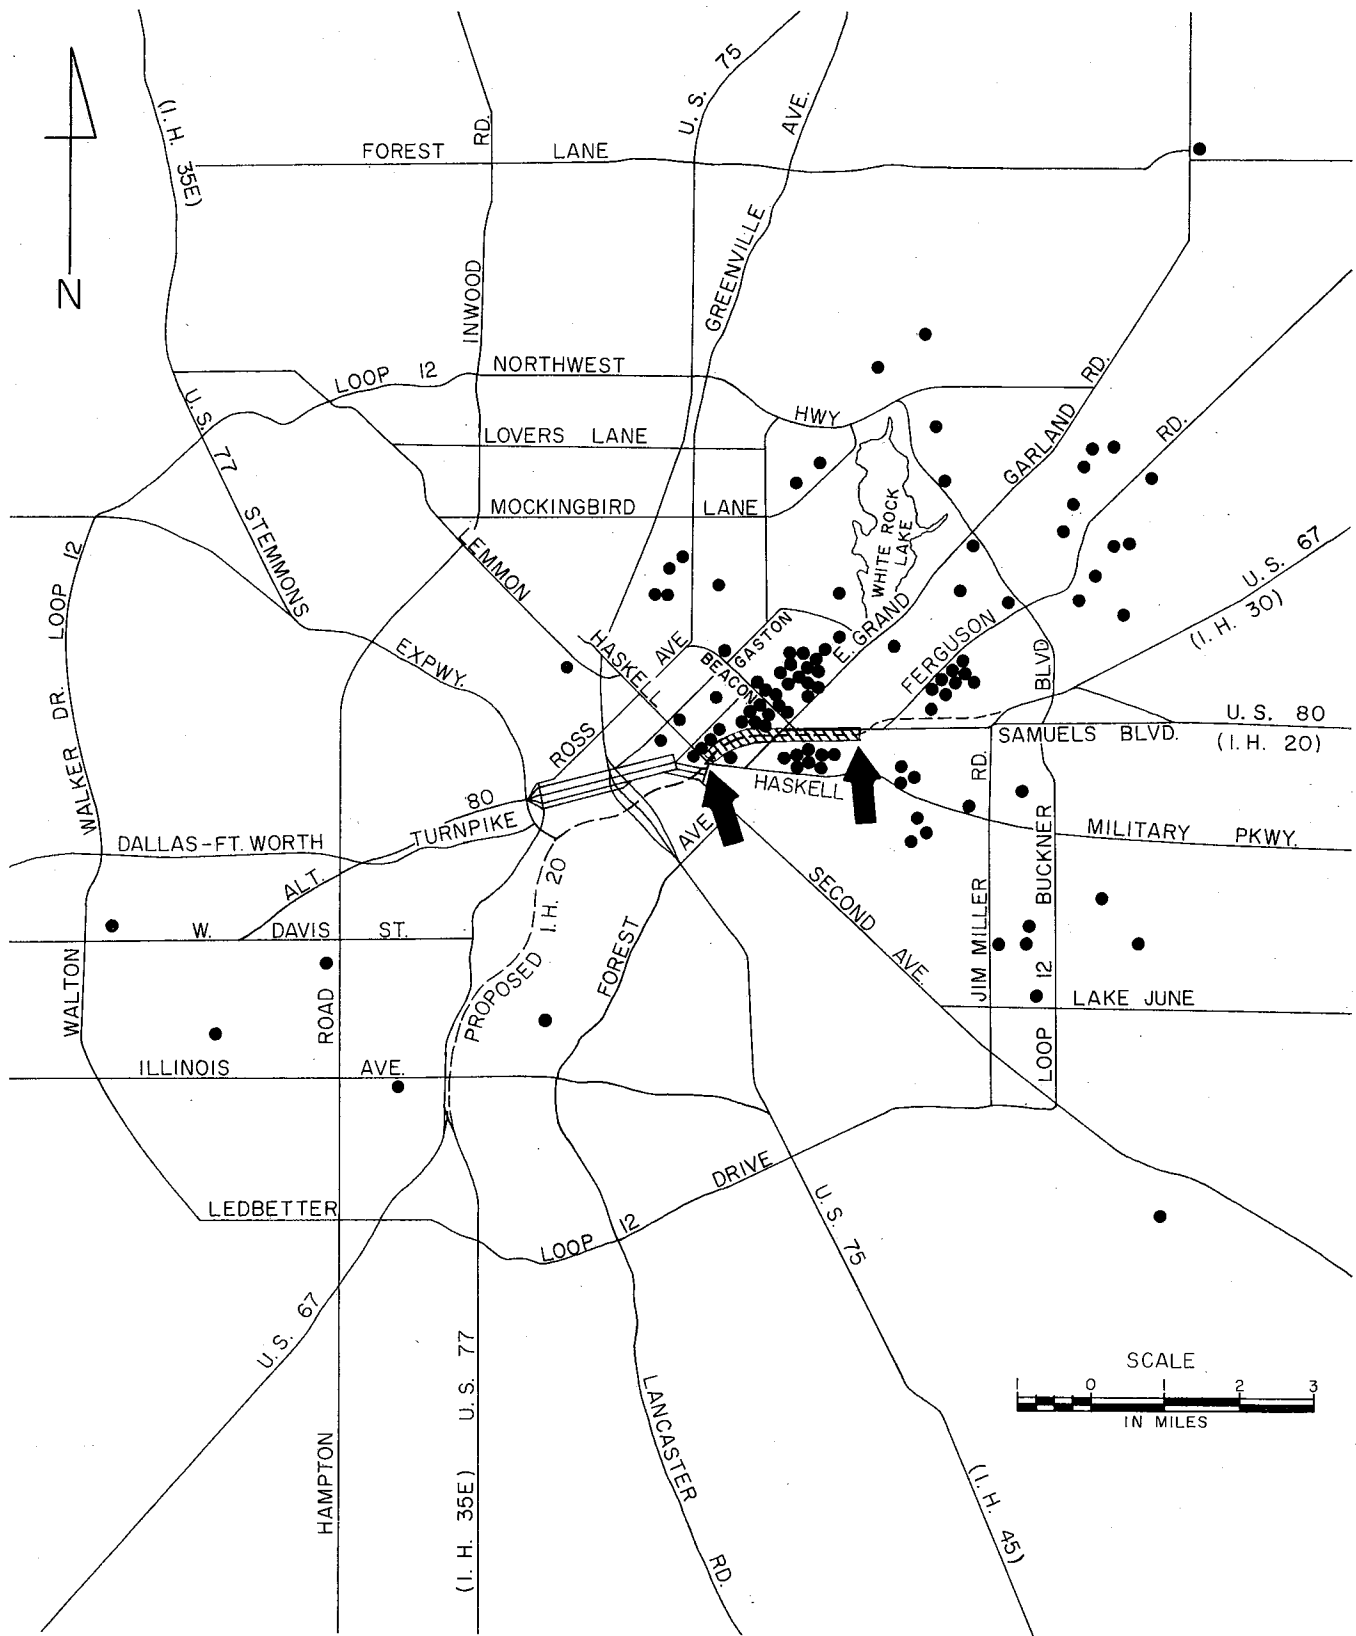 U. S. 75
(I. H. 35E)
RD.
AVE.
FOREST LANE
N
INWOOD
GREENVILLE
LOOP 12
NORTHWEST
HWY
RD.
U. S. 77
LOVERS LANE
GARLAND
RD.
MOCKINGBIRD LANE
STEMMONS
LEMMON
WHITE ROCK
LAKE
U. S. 67
(I. H. 30)
LOOP 12
EXPWY.
HASKELL
AVE
GASTON
BEACON
E. GRAND
FERGUSON
BLVD
WALKER DR.
ROSS
U. S. 80
(I. H. 20)
SAMUELS BLVD.
80
TURNPIKE
HASKELL
AVE
RD.
DALLAS-FT. WORTH
MILITARY PKWY.
ALT.
I. H. 20
SECOND
AVE.
JIM MILLER
BUCKNER
W. DAVIS ST.
FOREST
PROPOSED
WALTON
ROAD
LOOP 12
LAKE JUNE
ILLINOIS AVE.
DRIVE
LEDBETTER
LOOP 12
U. S. 75
U. S. 67
SCALE
1 0 1 2 3
IN MILES
HAMPTON
(I. H. 35E) U. S. 77
LANCASTER
RD.
(I. H. 45)